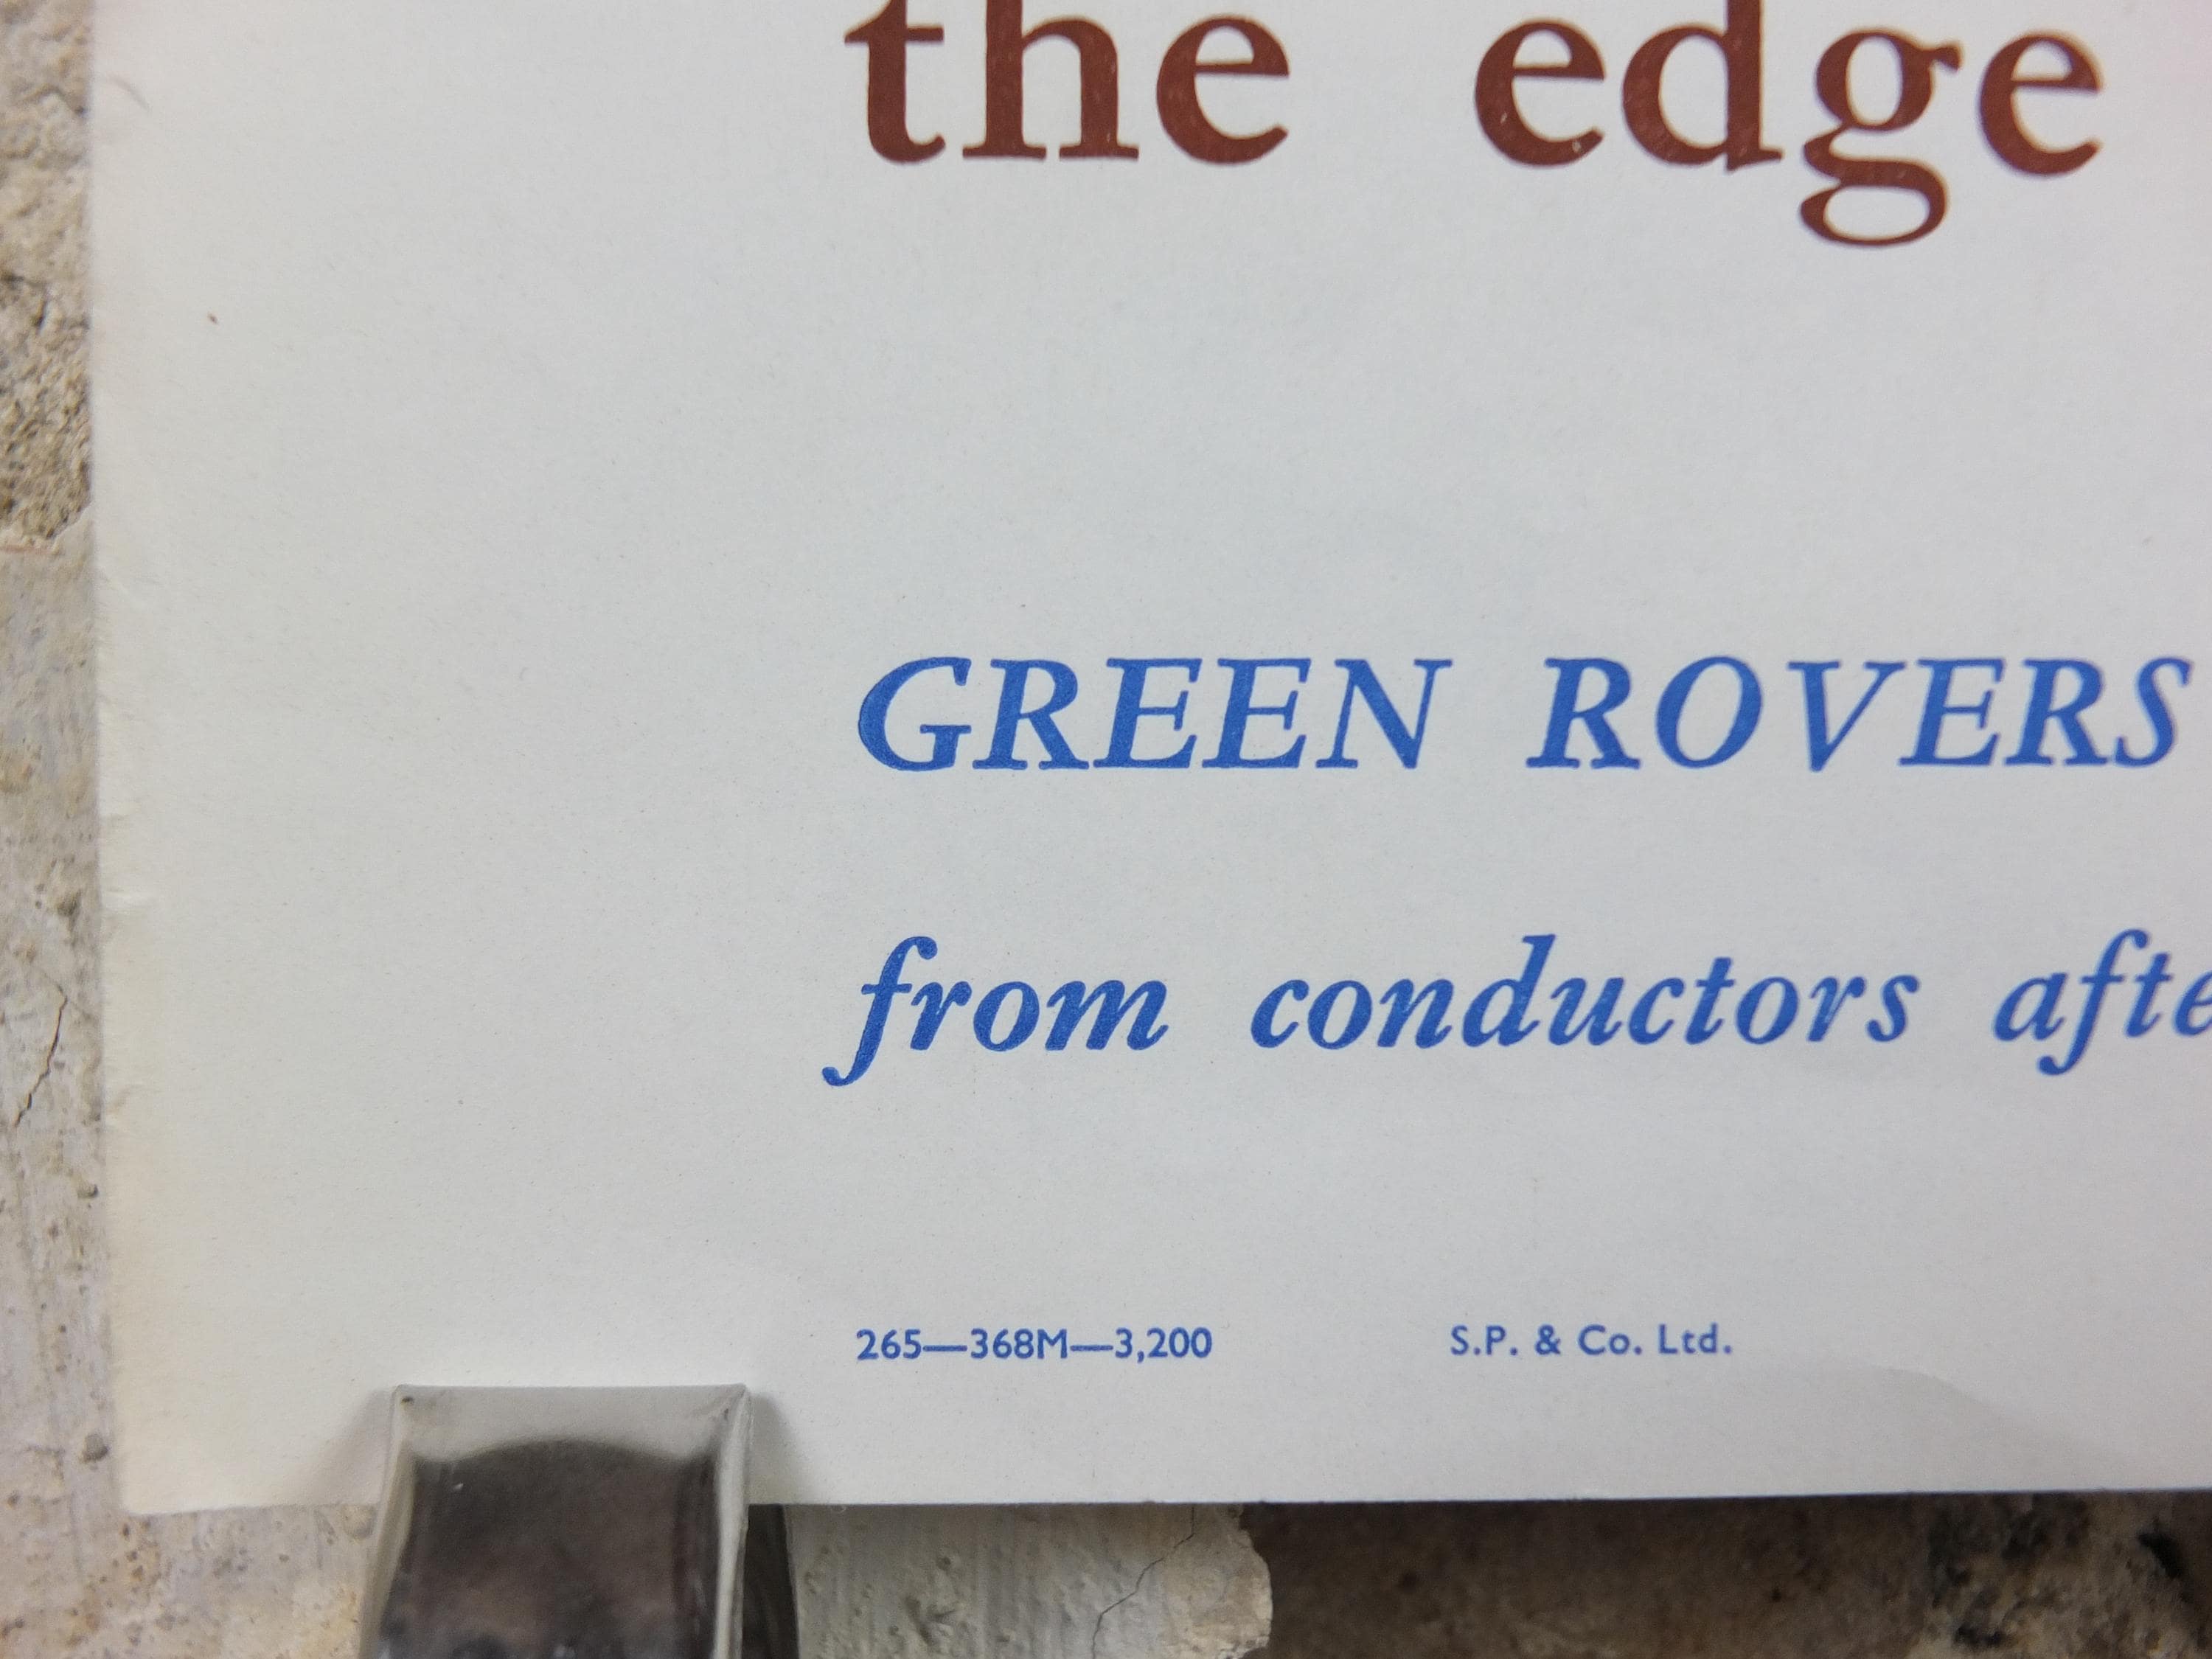 the edge
GREEN ROVERS
from conductors afte
265—368M—3,200 S.P. & Co. Ltd.